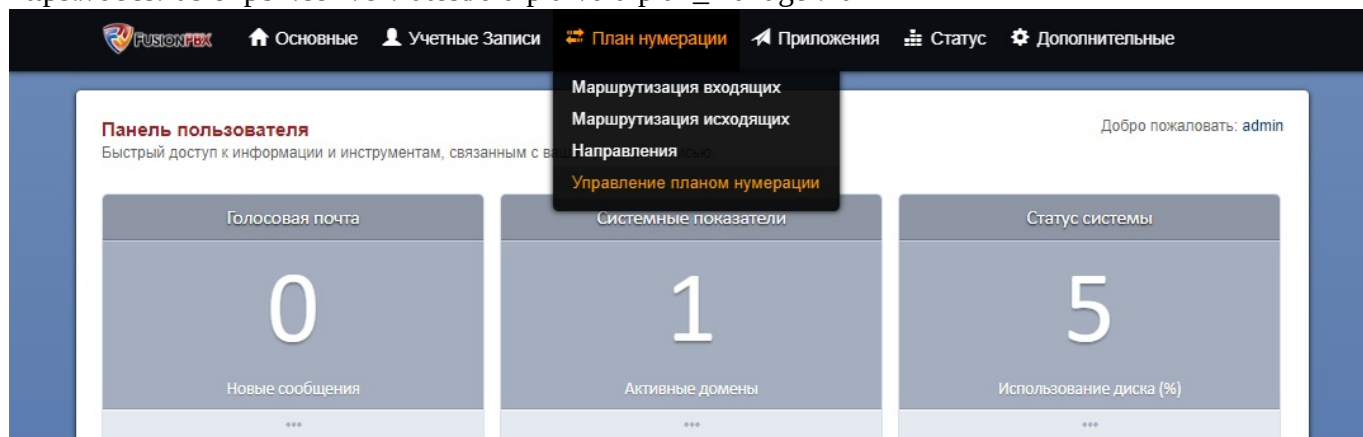 FUSIONPBX Основные Учетные Записи План нумерации Приложения Статус Дополнительные
Маршрутизация входящих
Маршрутизация исходящих
Направления
Управление планом нумерации
Панель пользователя
Добро пожаловать: admin
Быстрый доступ к информации и инструментам, связанным с
Голосовая почта Системные показатели Статус системы
0 1 5
Новые сообщения Активные домены Использование диска (%)